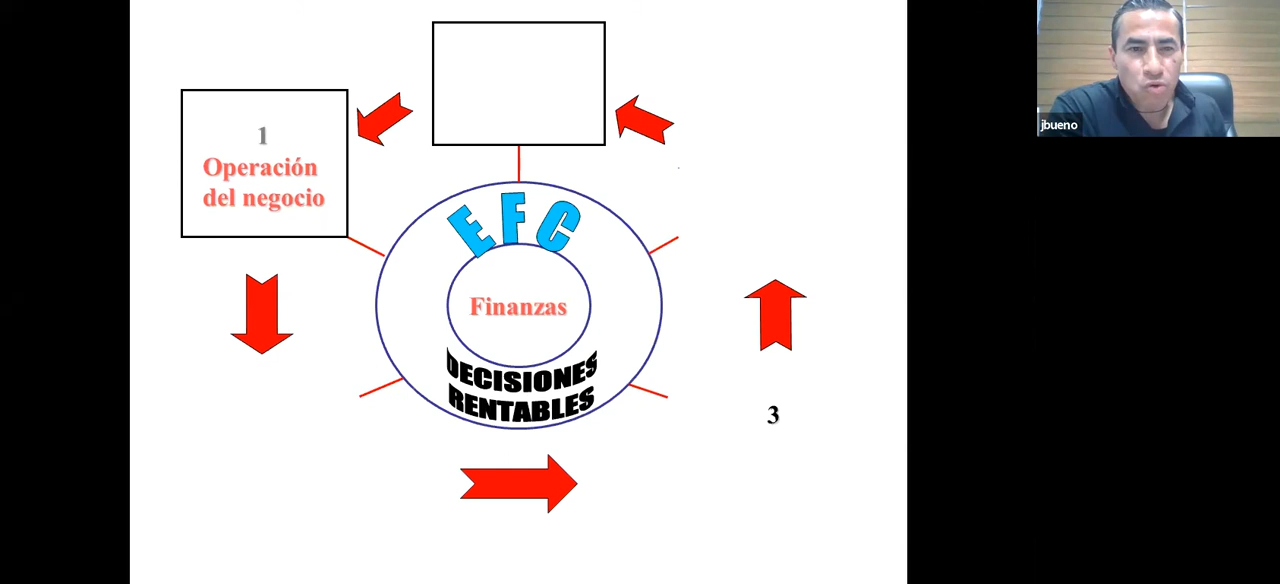 1
Operación
del negocio
EFC
Finanzas
DECISIONES
RENTABLES
3
jbueno